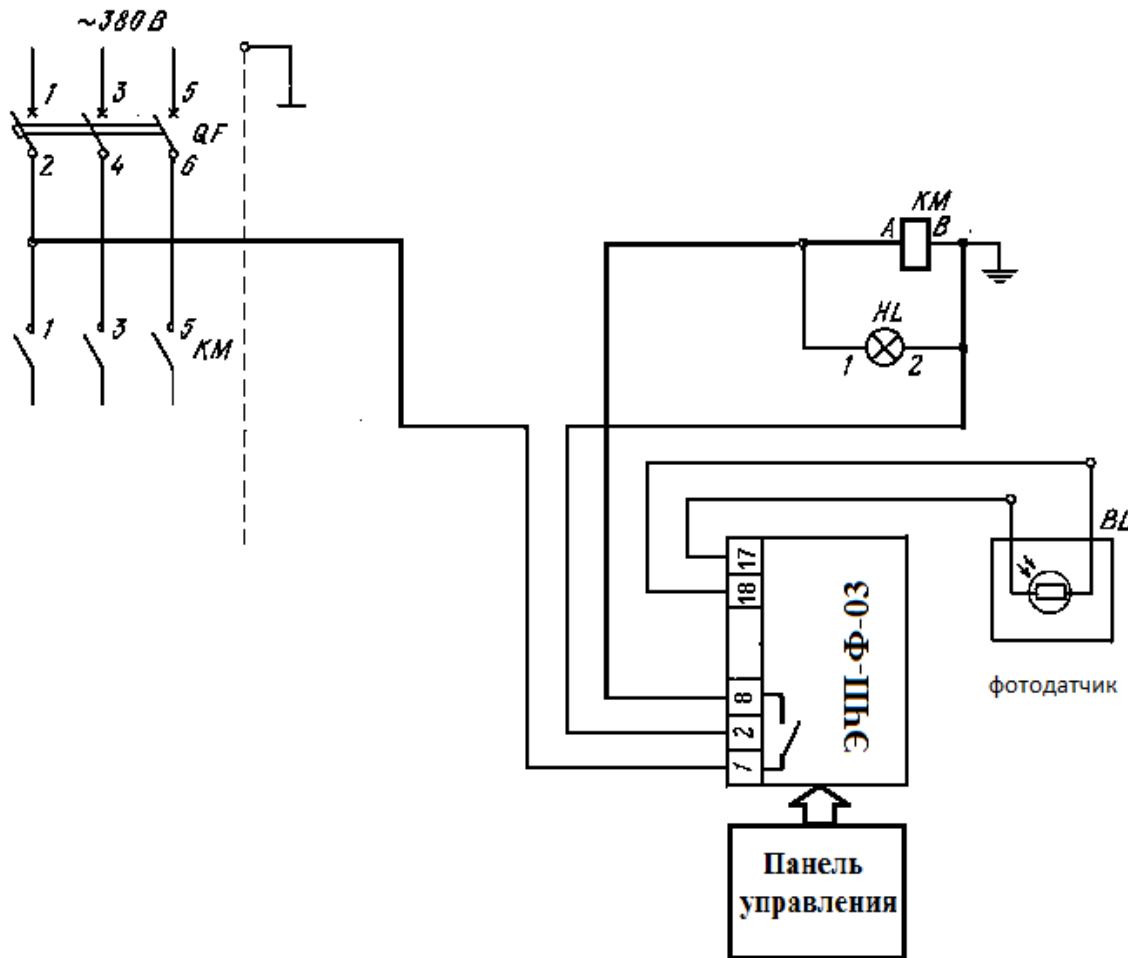 ~380 В
1 3 5
QF
2 4 6
1 3 5
KM
KM
A B
HL
1 2
BL
17
18
8
2
1
ЭЧП-Ф-03
фотодатчик
Панель
управления